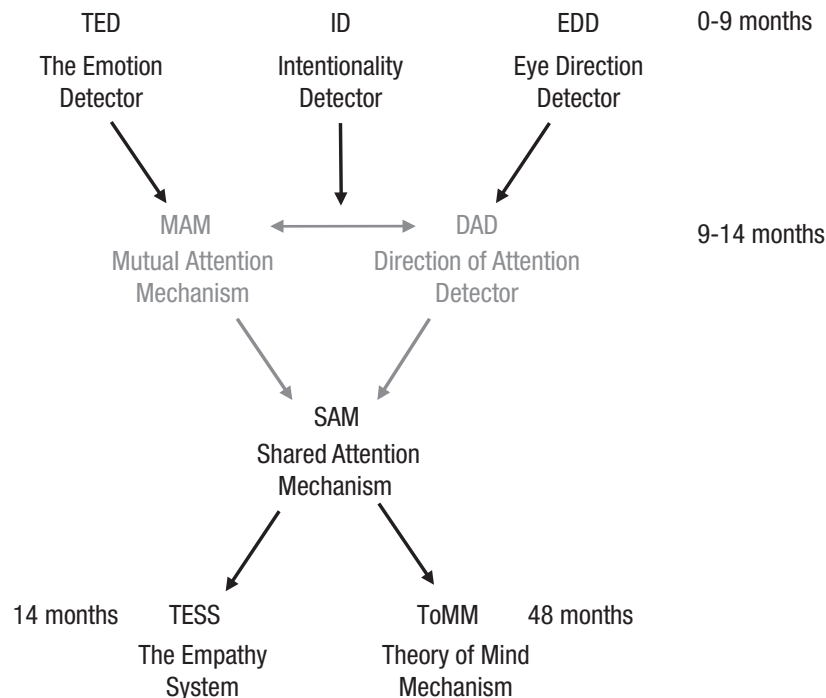 TED
ID
EDD
0-9 months
The Emotion
Detector
Intentionality
Detector
Eye Direction
Detector
MAM
DAD
9-14 months
Mutual Attention
Mechanism
Direction of Attention
Detector
SAM
Shared Attention
Mechanism
14 months
TESS
ToMM
48 months
The Empathy
System
Theory of Mind
Mechanism